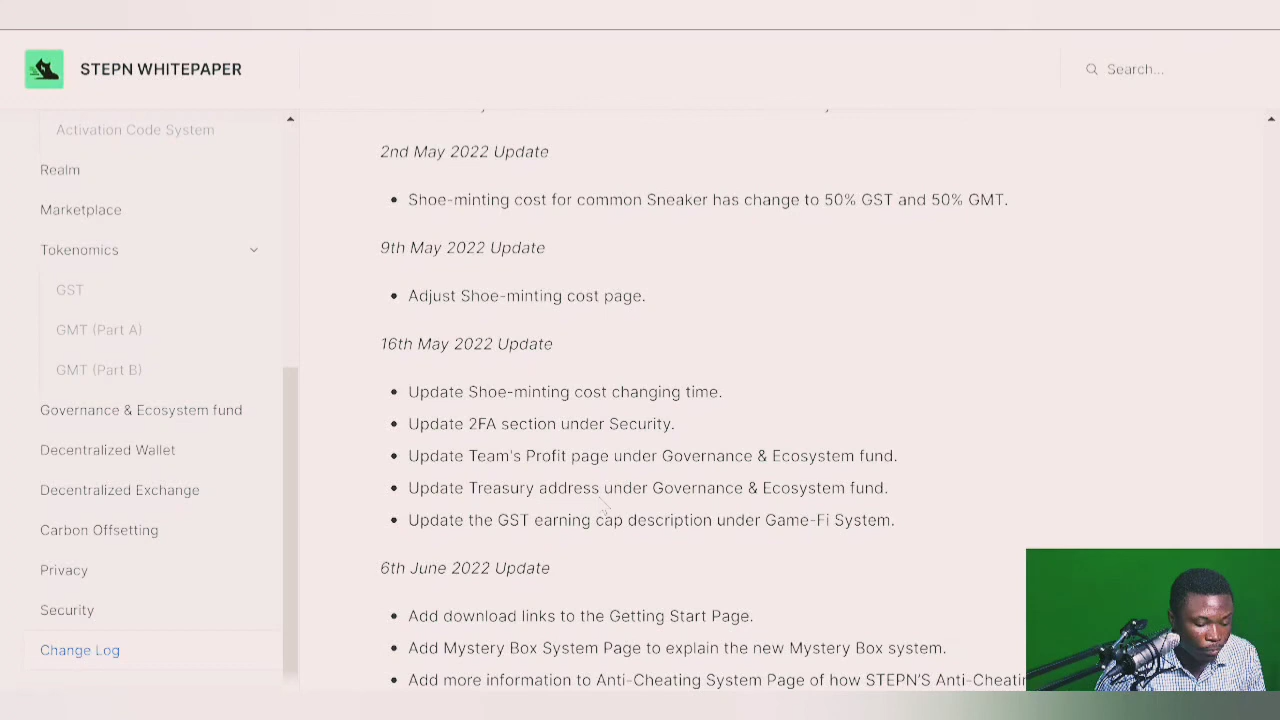 STEPN WHITEPAPER
Search...
Activation Code System
Realm
Marketplace
Tokenomics
GST
GMT (Part A)
GMT (Part B)
Governance & Ecosystem fund
Decentralized Wallet
Decentralized Exchange
Carbon Offsetting
Privacy
Security
Change Log
2nd May 2022 Update
Shoe-minting cost for common Sneaker has change to 50% GST and 50% GMT.
9th May 2022 Update
Adjust Shoe-minting cost page.
16th May 2022 Update
Update Shoe-minting cost changing time.
Update 2FA section under Security.
Update Team's Profit page under Governance & Ecosystem fund.
Update Treasury address under Governance & Ecosystem fund.
Update the GST earning cap description under Game-Fi System.
6th June 2022 Update
Add download links to the Getting Start Page.
Add Mystery Box System Page to explain the new Mystery Box system.
Add more information to Anti-Cheating System Page of how STEPN'S